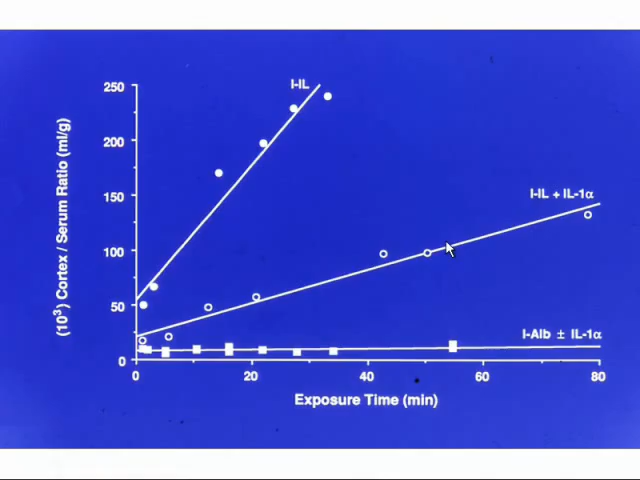 I-IL
250
200
150
100
50
0
(10³) Cortex / Serum Ratio (ml/g)
I-IL + IL-1α
I-Alb ± IL-1α
0 20 40 60 80
Exposure Time (min)